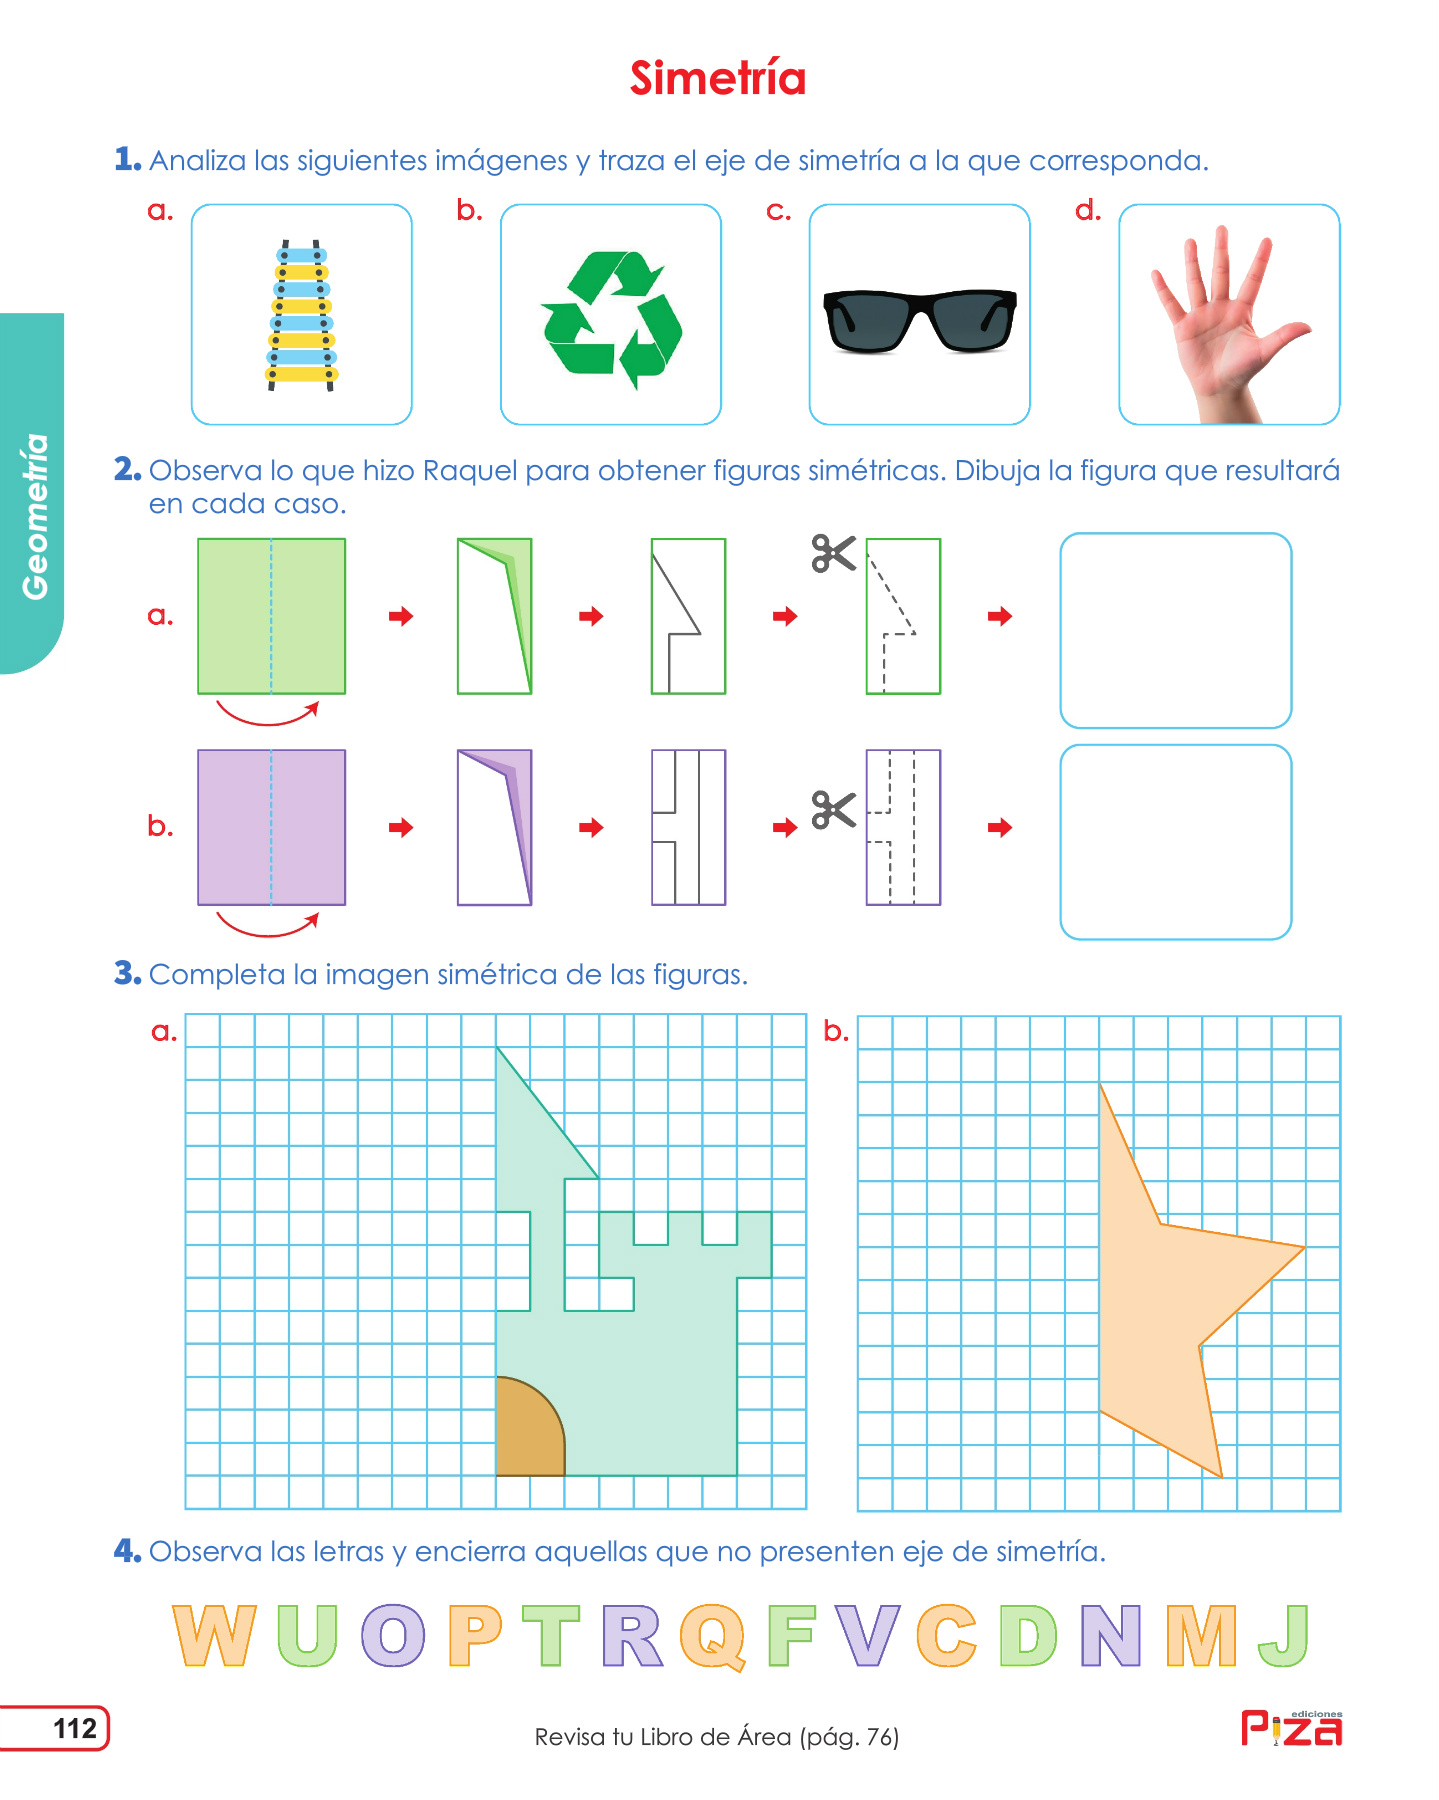 Simetría
1. Analiza las siguientes imágenes y traza el eje de simetría a la que corresponda.
a.
b.
c.
d.
Geometría
2. Observa lo que hizo Raquel para obtener figuras simétricas. Dibuja la figura que resultará
en cada caso.
a.
b.
3. Completa la imagen simétrica de las figuras.
a.
b.
4. Observa las letras y encierra aquellas que no presenten eje de simetría.
W U O P T R Q F V C D N M J
112
Revisa tu Libro de Área (pág. 76)
ediciones
Piza